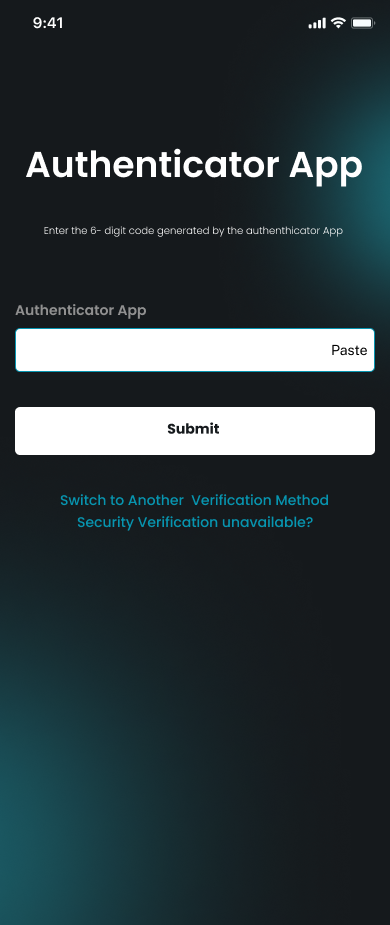 9:41
Authenticator App
Enter the 6- digit code generated by the authenthicator App
Authenticator App
Paste
Submit
Switch to Another  Verification Method
Security Verification unavailable?